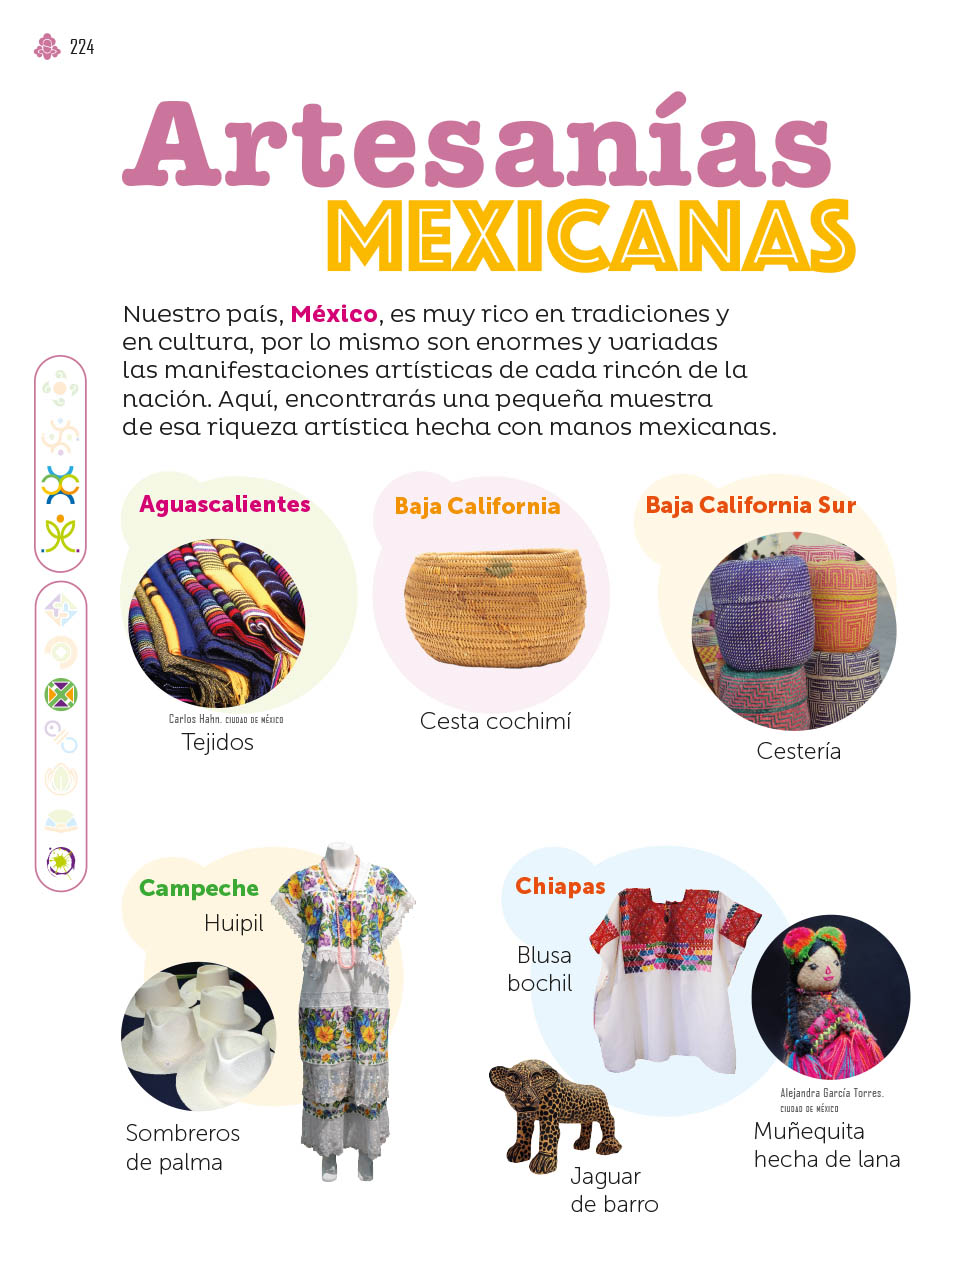 224
Artesanías
MEXICANAS
Nuestro país, México, es muy rico en tradiciones y
en cultura, por lo mismo son enormes y variadas
las manifestaciones artísticas de cada rincón de la
nación. Aquí, encontrarás una pequeña muestra
de esa riqueza artística hecha con manos mexicanas.
Aguascalientes
Carlos Hahn. CIUDAD DE MÉXICO
Tejidos
Baja California
Cesta cochimí
Baja California Sur
Cestería
Campeche
Huipil
Sombreros
de palma
Chiapas
Blusa
bochil
Jaguar
de barro
Alejandra García Torres.
CIUDAD DE MÉXICO
Muñequita
hecha de lana